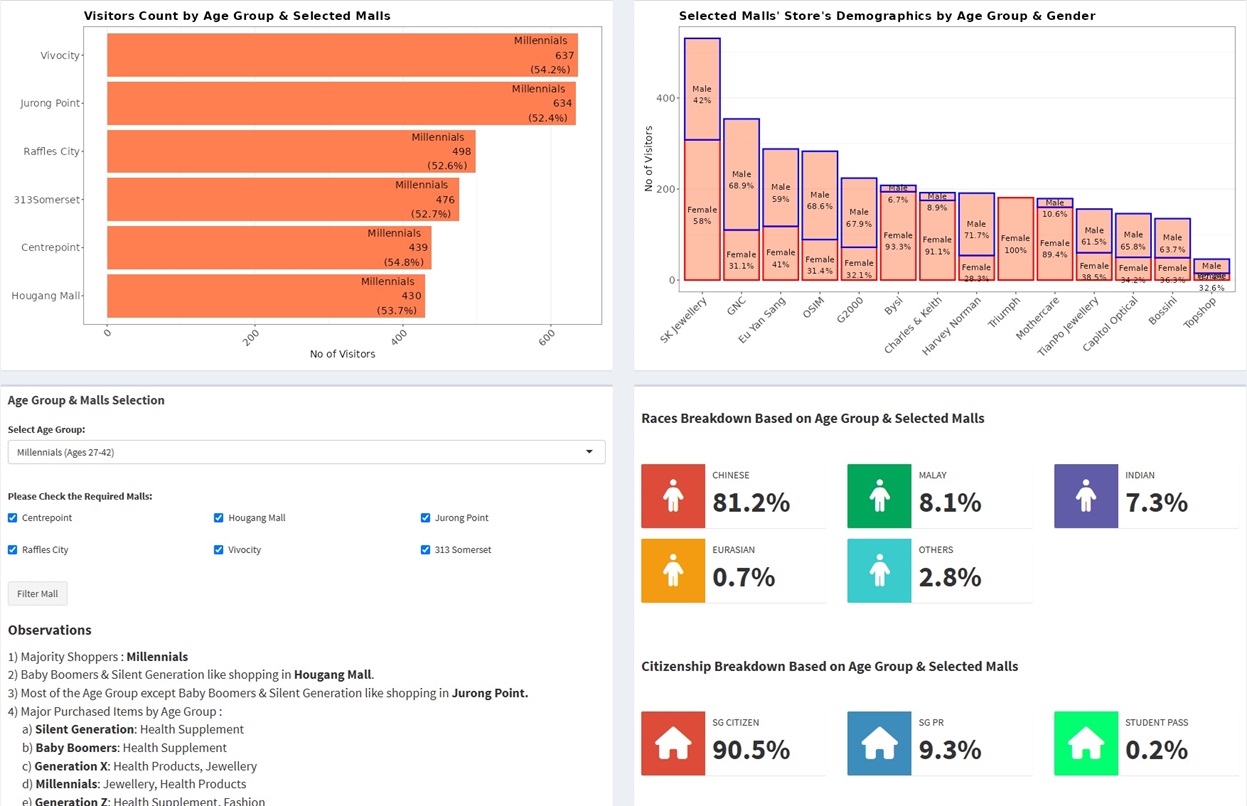 Visitors Count by Age Group & Selected Malls
Vivocity
Millennials
637
(54.2%)
Jurong Point
Millennials
634
(52.4%)
Raffles City
Millennials
498
(52.6%)
313Somerset
Millennials
476
(52.7%)
Centrepoint
Millennials
439
(54.8%)
Hougang Mall
Millennials
430
(53.7%)
0
200
400
600
No of Visitors
Selected Malls' Store's Demographics by Age Group & Gender
No of Visitors
400
200
0
Male
42%
Female
58%
Male
68.9%
Female
31.1%
Male
59%
Female
41%
Male
68.6%
Female
31.4%
Male
67.9%
Female
32.1%
Male
6.7%
Female
93.3%
Male
8.9%
Female
91.1%
Male
71.7%
Female
28.3%
Female
100%
Male
10.6%
Female
89.4%
Male
61.5%
Female
38.5%
Male
65.8%
Female
34.2%
Male
63.7%
Female
36.3%
Male
32.6%
SK Jewellery
GNC
Eu Yan Sang
OSIM
G2000
Bysi
Charles & Keith
Harvey Norman
Triumph
Mothercare
TianPo Jewellery
Capitol Optical
Bossini
Topshop
Age Group & Malls Selection
Select Age Group:
Millennials (Ages 27-42)
Please Check the Required Malls:
Centrepoint
Hougang Mall
Jurong Point
Raffles City
Vivocity
313 Somerset
Filter Mall
Observations
1) Majority Shoppers : Millennials
2) Baby Boomers & Silent Generation like shopping in Hougang Mall.
3) Most of the Age Group except Baby Boomers & Silent Generation like shopping in Jurong Point.
4) Major Purchased Items by Age Group :
a) Silent Generation: Health Supplement
b) Baby Boomers: Health Supplement
c) Generation X: Health Products, Jewellery
d) Millennials: Jewellery, Health Products
e) Generation Z: Health Supplement, Fashion
Races Breakdown Based on Age Group & Selected Malls
CHINESE
81.2%
MALAY
8.1%
INDIAN
7.3%
EURASIAN
0.7%
OTHERS
2.8%
Citizenship Breakdown Based on Age Group & Selected Malls
SG CITIZEN
90.5%
SG PR
9.3%
STUDENT PASS
0.2%